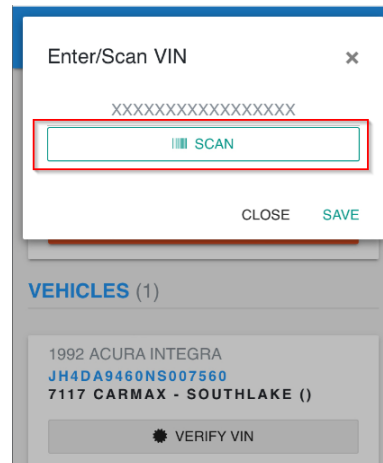 Enter/Scan VIN ×
XXXXXXXXXXXXXXXXX
SCAN
CLOSE SAVE
VEHICLES (1)
1992 ACURA INTEGRA
JH4DA9460NS007560
7117 CARMAX - SOUTHLAKE ()
VERIFY VIN